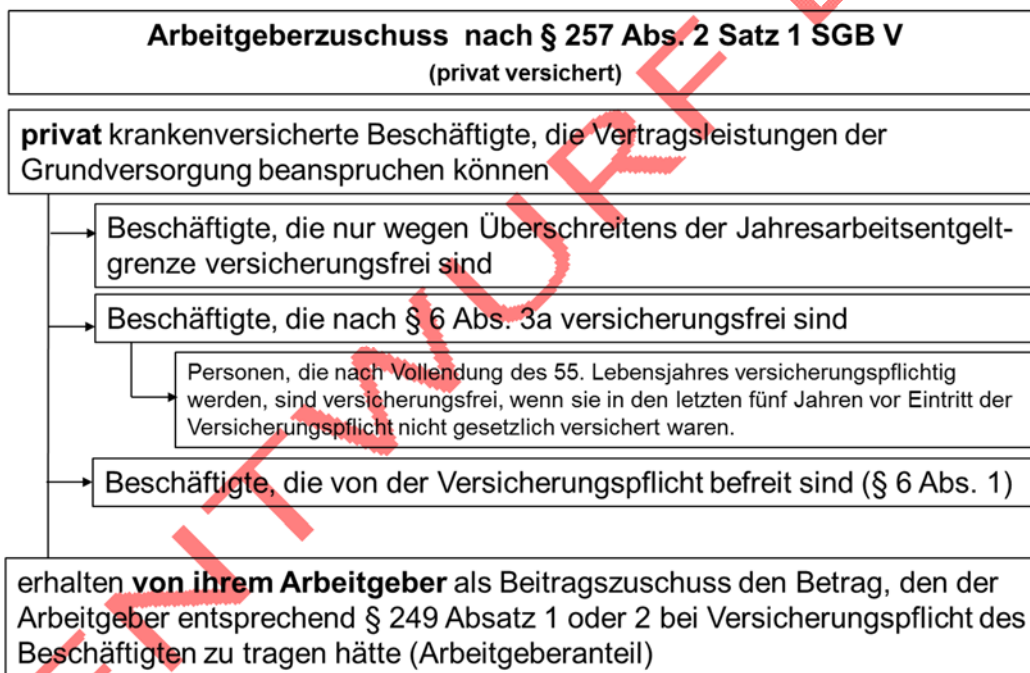 Arbeitgeberzuschuss nach § 257 Abs. 2 Satz 1 SGB V
(privat versichert)
privat krankenversicherte Beschäftigte, die Vertragsleistungen der
Grundversorgung beanspruchen können
Beschäftigte, die nur wegen Überschreitens der Jahresarbeitsentgelt-
grenze versicherungsfrei sind
Beschäftigte, die nach § 6 Abs. 3a versicherungsfrei sind
Personen, die nach Vollendung des 55. Lebensjahres versicherungspflichtig
werden, sind versicherungsfrei, wenn sie in den letzten fünf Jahren vor Eintritt der
Versicherungspflicht nicht gesetzlich versichert waren.
Beschäftigte, die von der Versicherungspflicht befreit sind (§ 6 Abs. 1)
erhalten von ihrem Arbeitgeber als Beitragszuschuss den Betrag, den der
Arbeitgeber entsprechend § 249 Absatz 1 oder 2 bei Versicherungspflicht des
Beschäftigten zu tragen hätte (Arbeitgeberanteil)
ENTWURF